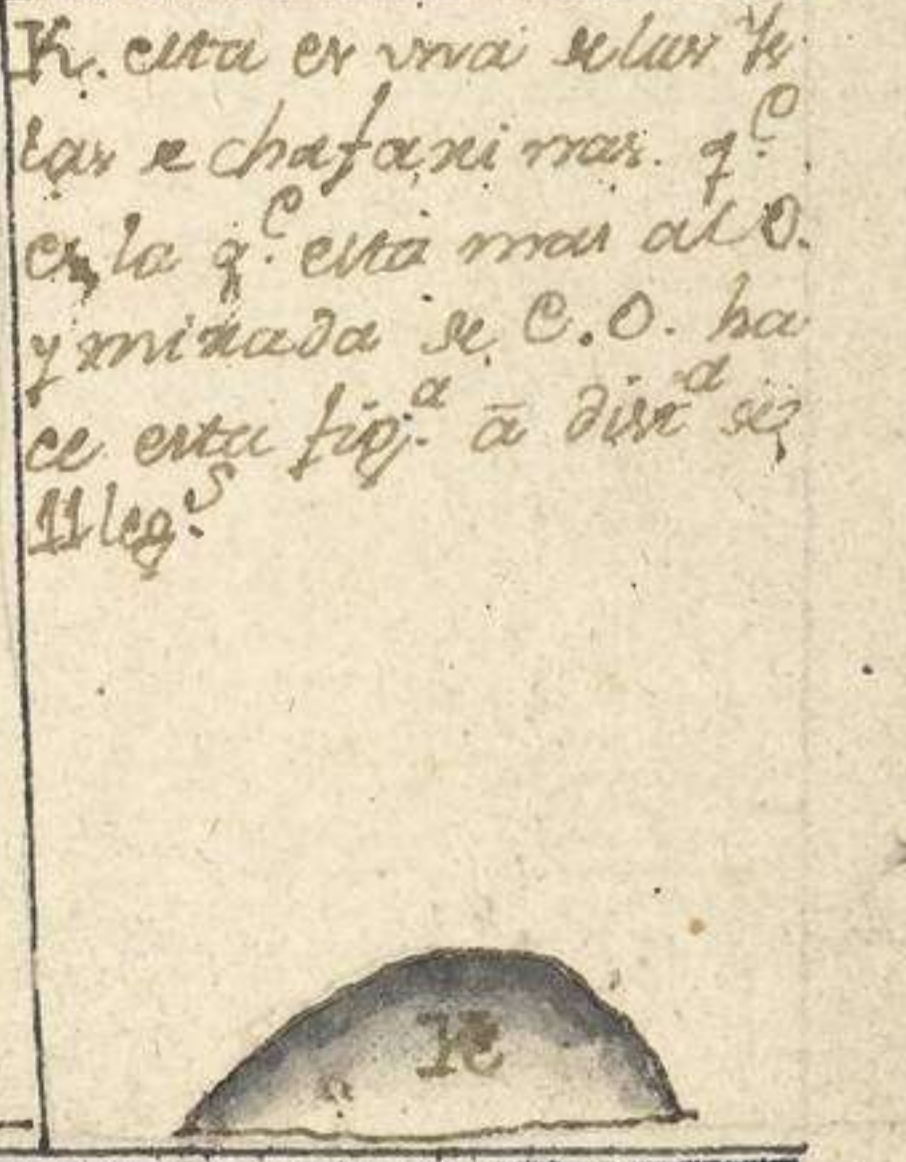 K. esta es vna de las Ys
las de chafarinas. q.e
es la q.e esta mas al O.
y mirada de E.O. ha
ce esta fig.a ā dist.a de
11 leg.s
K